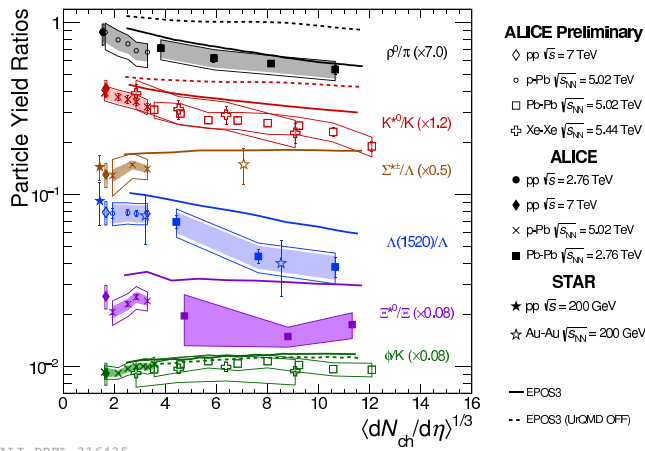 Particle Yield Ratios
1
10⁻¹
10⁻²
0 2 4 6 8 10 12 14 16
⟨dN_ch/dη⟩^1/3
ρ⁰/π (×7.0)
K*⁰/K (×1.2)
Σ*±/Λ (×0.5)
Λ(1520)/Λ
Ξ*⁰/Ξ (×0.08)
ϕ/K (×0.08)
ALICE Preliminary
pp √s = 7 TeV
p-Pb √s_NN = 5.02 TeV
Pb-Pb √s_NN = 5.02 TeV
Xe-Xe √s_NN = 5.44 TeV
ALICE
pp √s = 2.76 TeV
pp √s = 7 TeV
p-Pb √s_NN = 5.02 TeV
Pb-Pb √s_NN = 2.76 TeV
STAR
pp √s = 200 GeV
Au-Au √s_NN = 200 GeV
EPOS3
EPOS3 (UrQMD OFF)